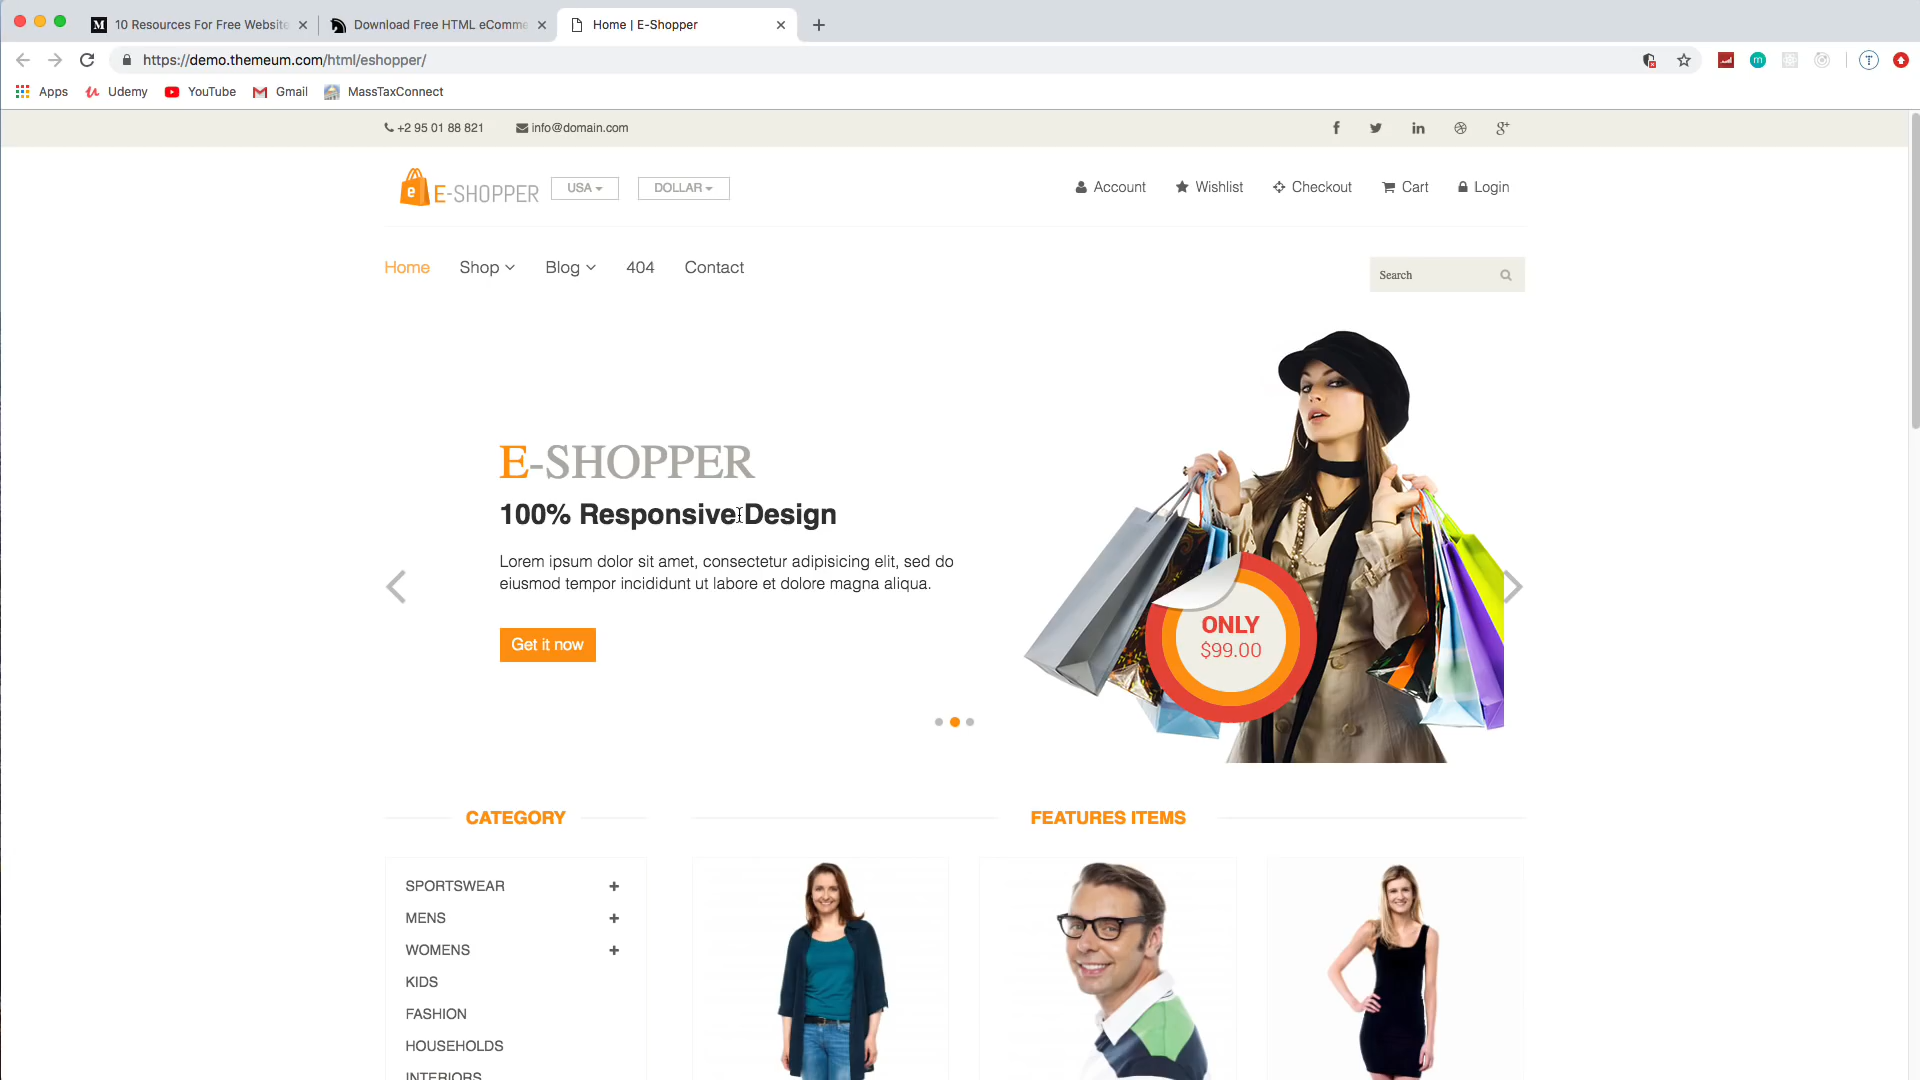 10 Resources For Free Website
Download Free HTML eComme
Home | E-Shopper
https://demo.themeum.com/html/eshopper/
Apps
Udemy
YouTube
Gmail
MassTaxConnect
+2 95 01 88 821
info@domain.com
E-SHOPPER
USA
DOLLAR
Account
Wishlist
Checkout
Cart
Login
Home
Shop
Blog
404
Contact
Search
E-SHOPPER
100% Responsive Design
Lorem ipsum dolor sit amet, consectetur adipisicing elit, sed do
eiusmod tempor incididunt ut labore et dolore magna aliqua.
Get it now
ONLY
$99.00
CATEGORY
FEATURES ITEMS
SPORTSWEAR
MENS
WOMENS
KIDS
FASHION
HOUSEHOLDS
INTERIORS